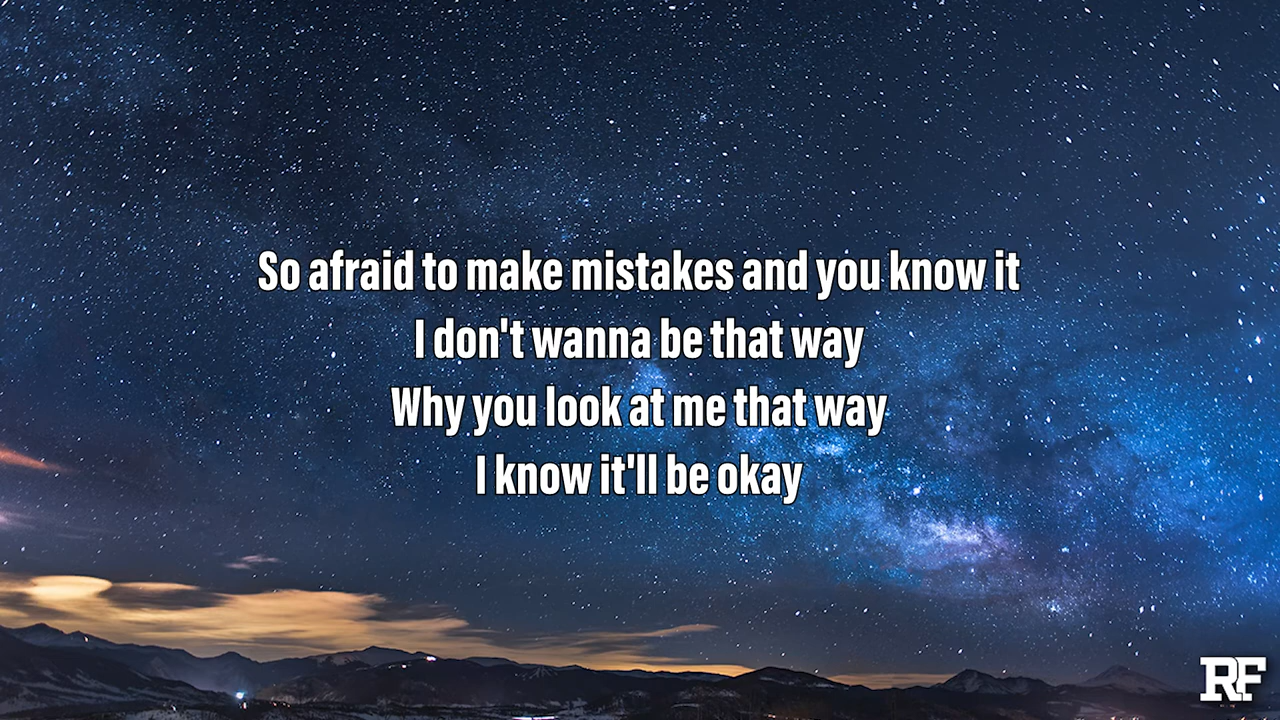 So afraid to make mistakes and you know it
I don't wanna be that way
Why you look at me that way
I know it'll be okay
RF